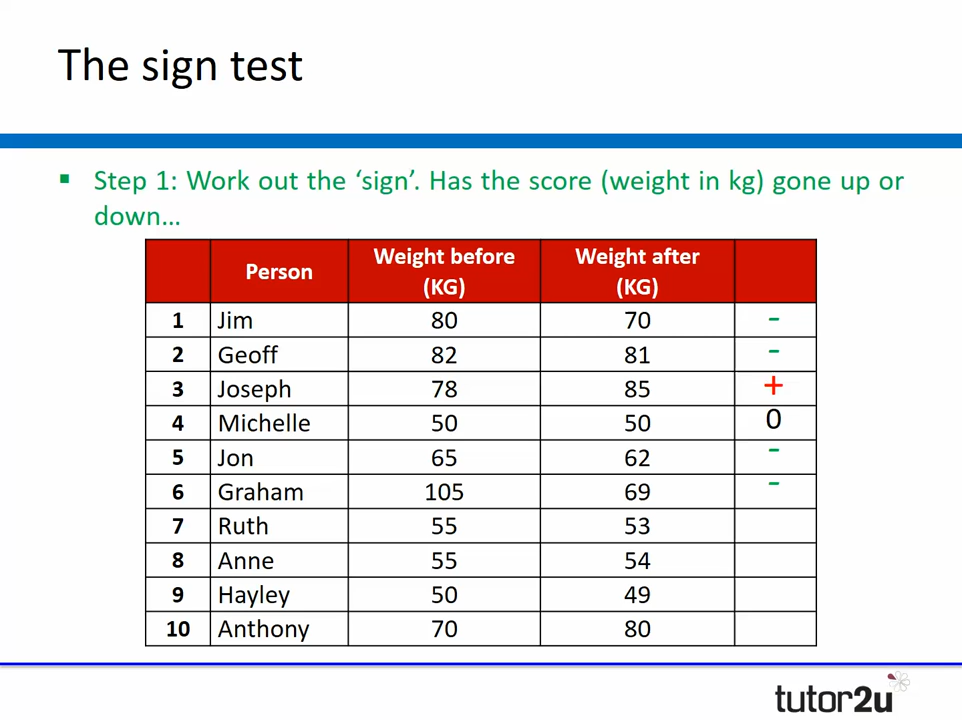 The sign test
▪ Step 1: Work out the ‘sign’. Has the score (weight in kg) gone up or
down…
Person Weight before (KG) Weight after (KG)
1 Jim 80 70 -
2 Geoff 82 81 -
3 Joseph 78 85 +
4 Michelle 50 50 0
5 Jon 65 62 -
6 Graham 105 69 -
7 Ruth 55 53
8 Anne 55 54
9 Hayley 50 49
10 Anthony 70 80
tutor2u